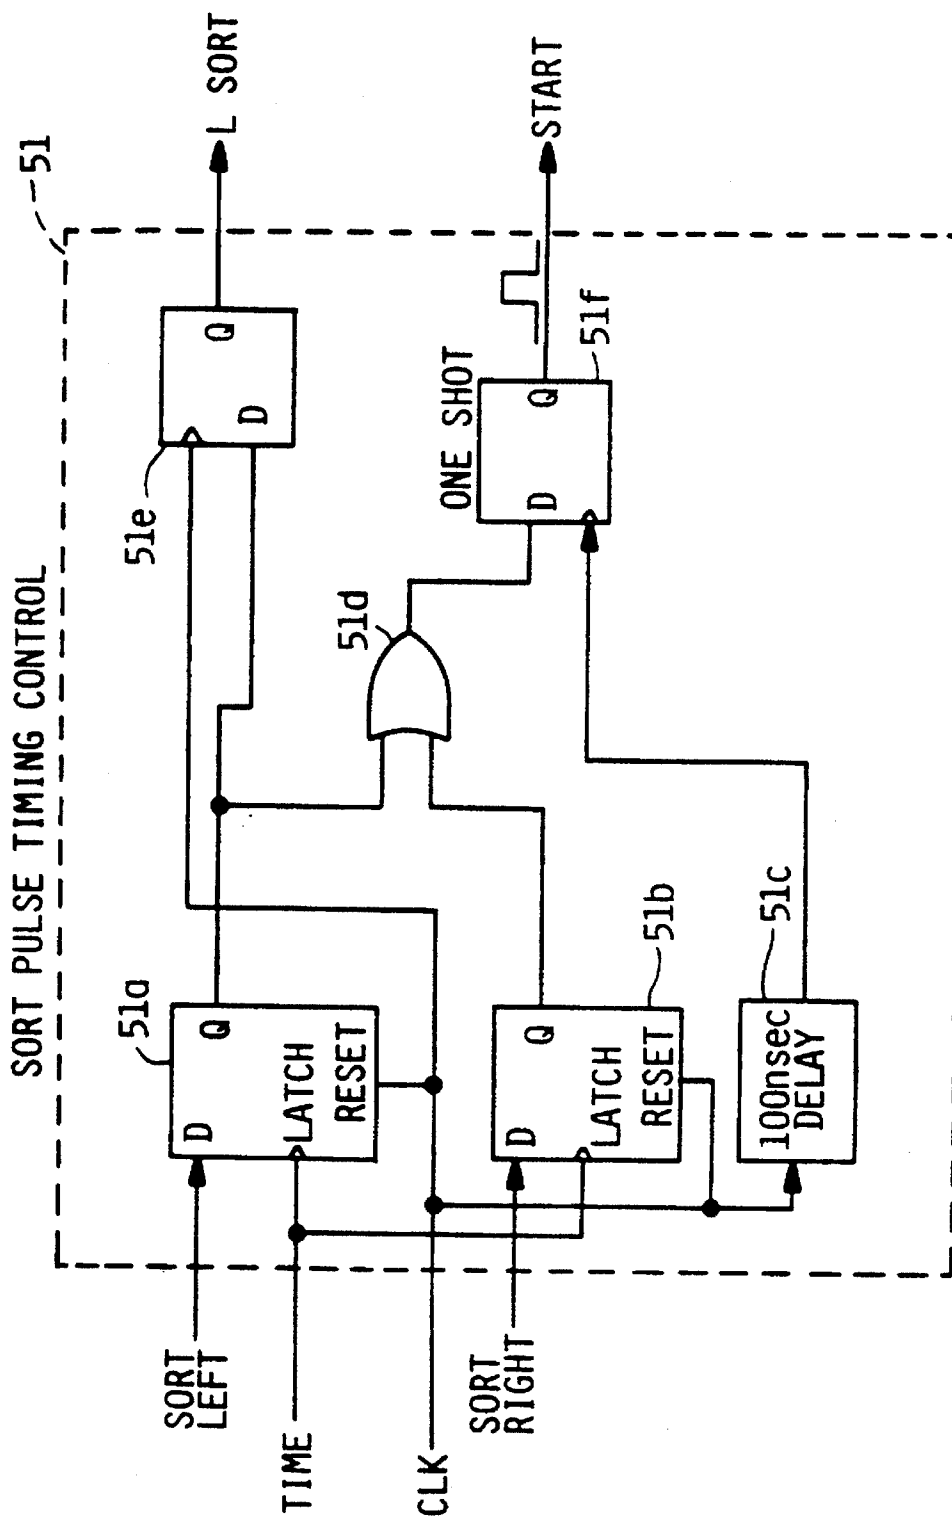 SORT PULSE TIMING CONTROL
51
SORT
LEFT
TIME
CLK
SORT
RIGHT
51a
D
Q
LATCH
RESET
51b
D
Q
LATCH
RESET
100nsec
DELAY
51c
51d
51e
Q
D
L SORT
ONE SHOT
D
Q
51f
START